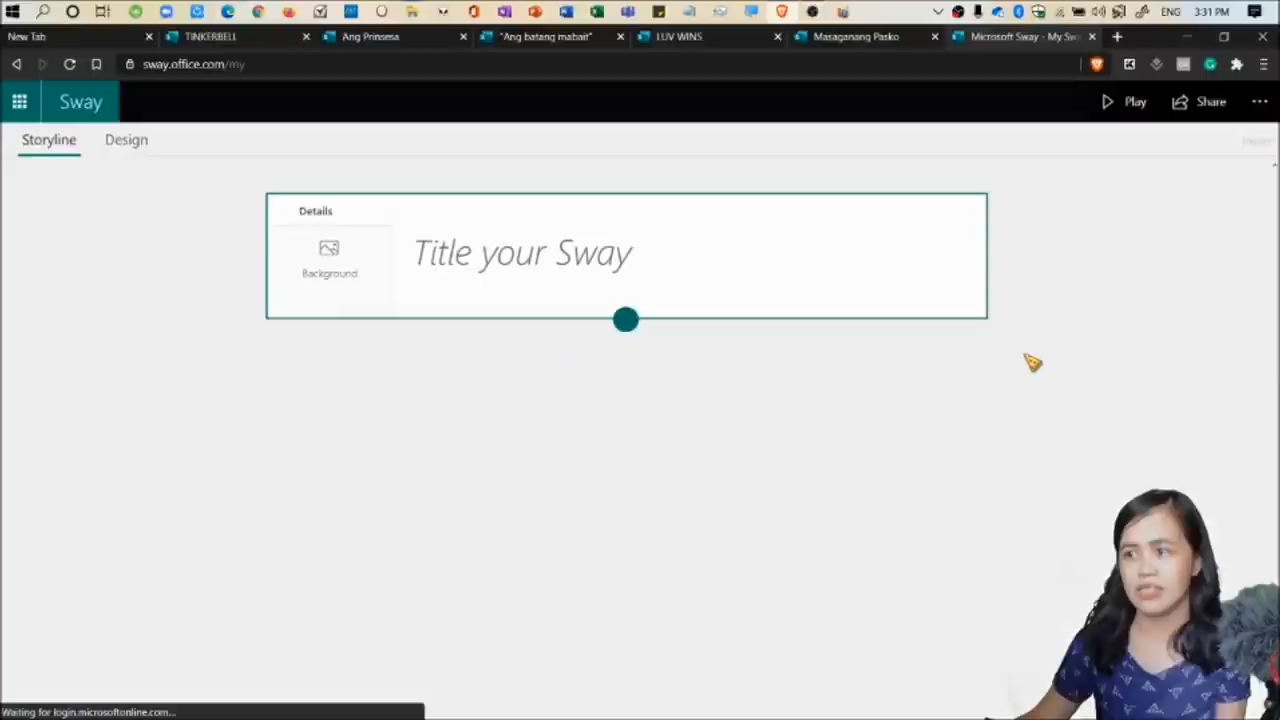 ENG 3:31 PM
New Tab TINKERBELL Ang Prinsesa "Ang batang mabait" LUV WINS Masaganang Pasko Microsoft Sway - My Sw
sway.office.com/my
Sway Play Share
Storyline Design
Details
Title your Sway
Background
Waiting for login.microsoftonline.com...